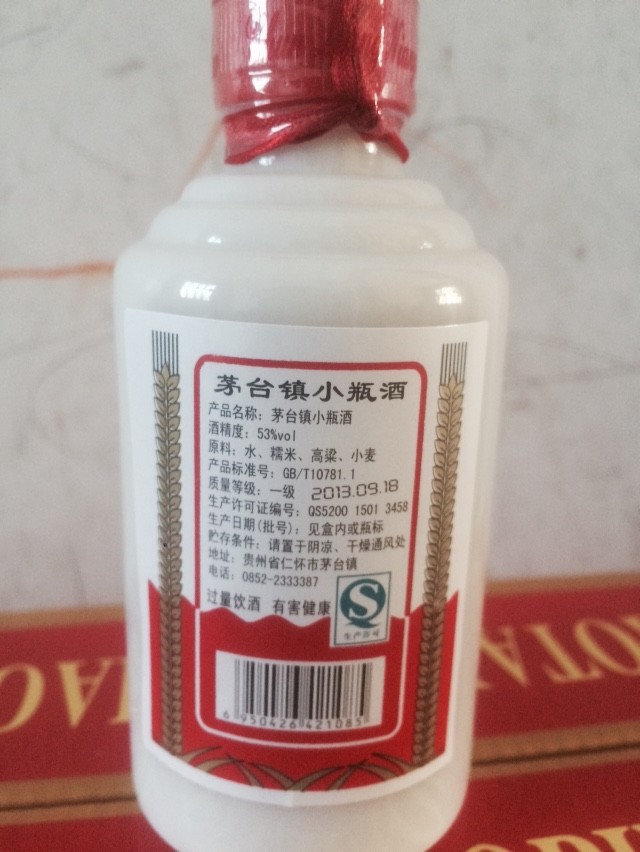 茅台镇小瓶酒
产品名称：茅台镇小瓶酒
酒精度：53%vol
原料：水、糯米、高粱、小麦
产品标准号：GB/T10781.1
质量等级：一级 2013.09.18
生产许可证编号：QS5200 1501 3458
生产日期(批号)：见盒内或瓶标
贮存条件：请置于阴凉、干燥通风处
地址：贵州省仁怀市茅台镇
电话：0852-2333387
过量饮酒 有害健康
生产许可
6 950426 421085